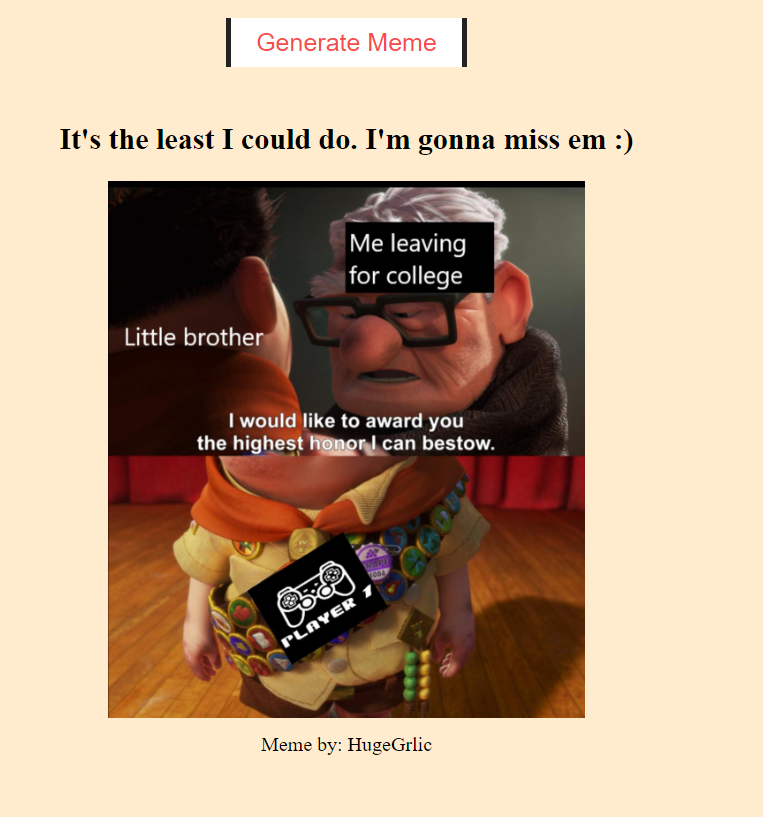 Generate Meme
It's the least I could do. I'm gonna miss em :)
Me leaving
for college
Little brother
I would like to award you
the highest honor I can bestow.
PLAYER 1
Meme by: HugeGrlic